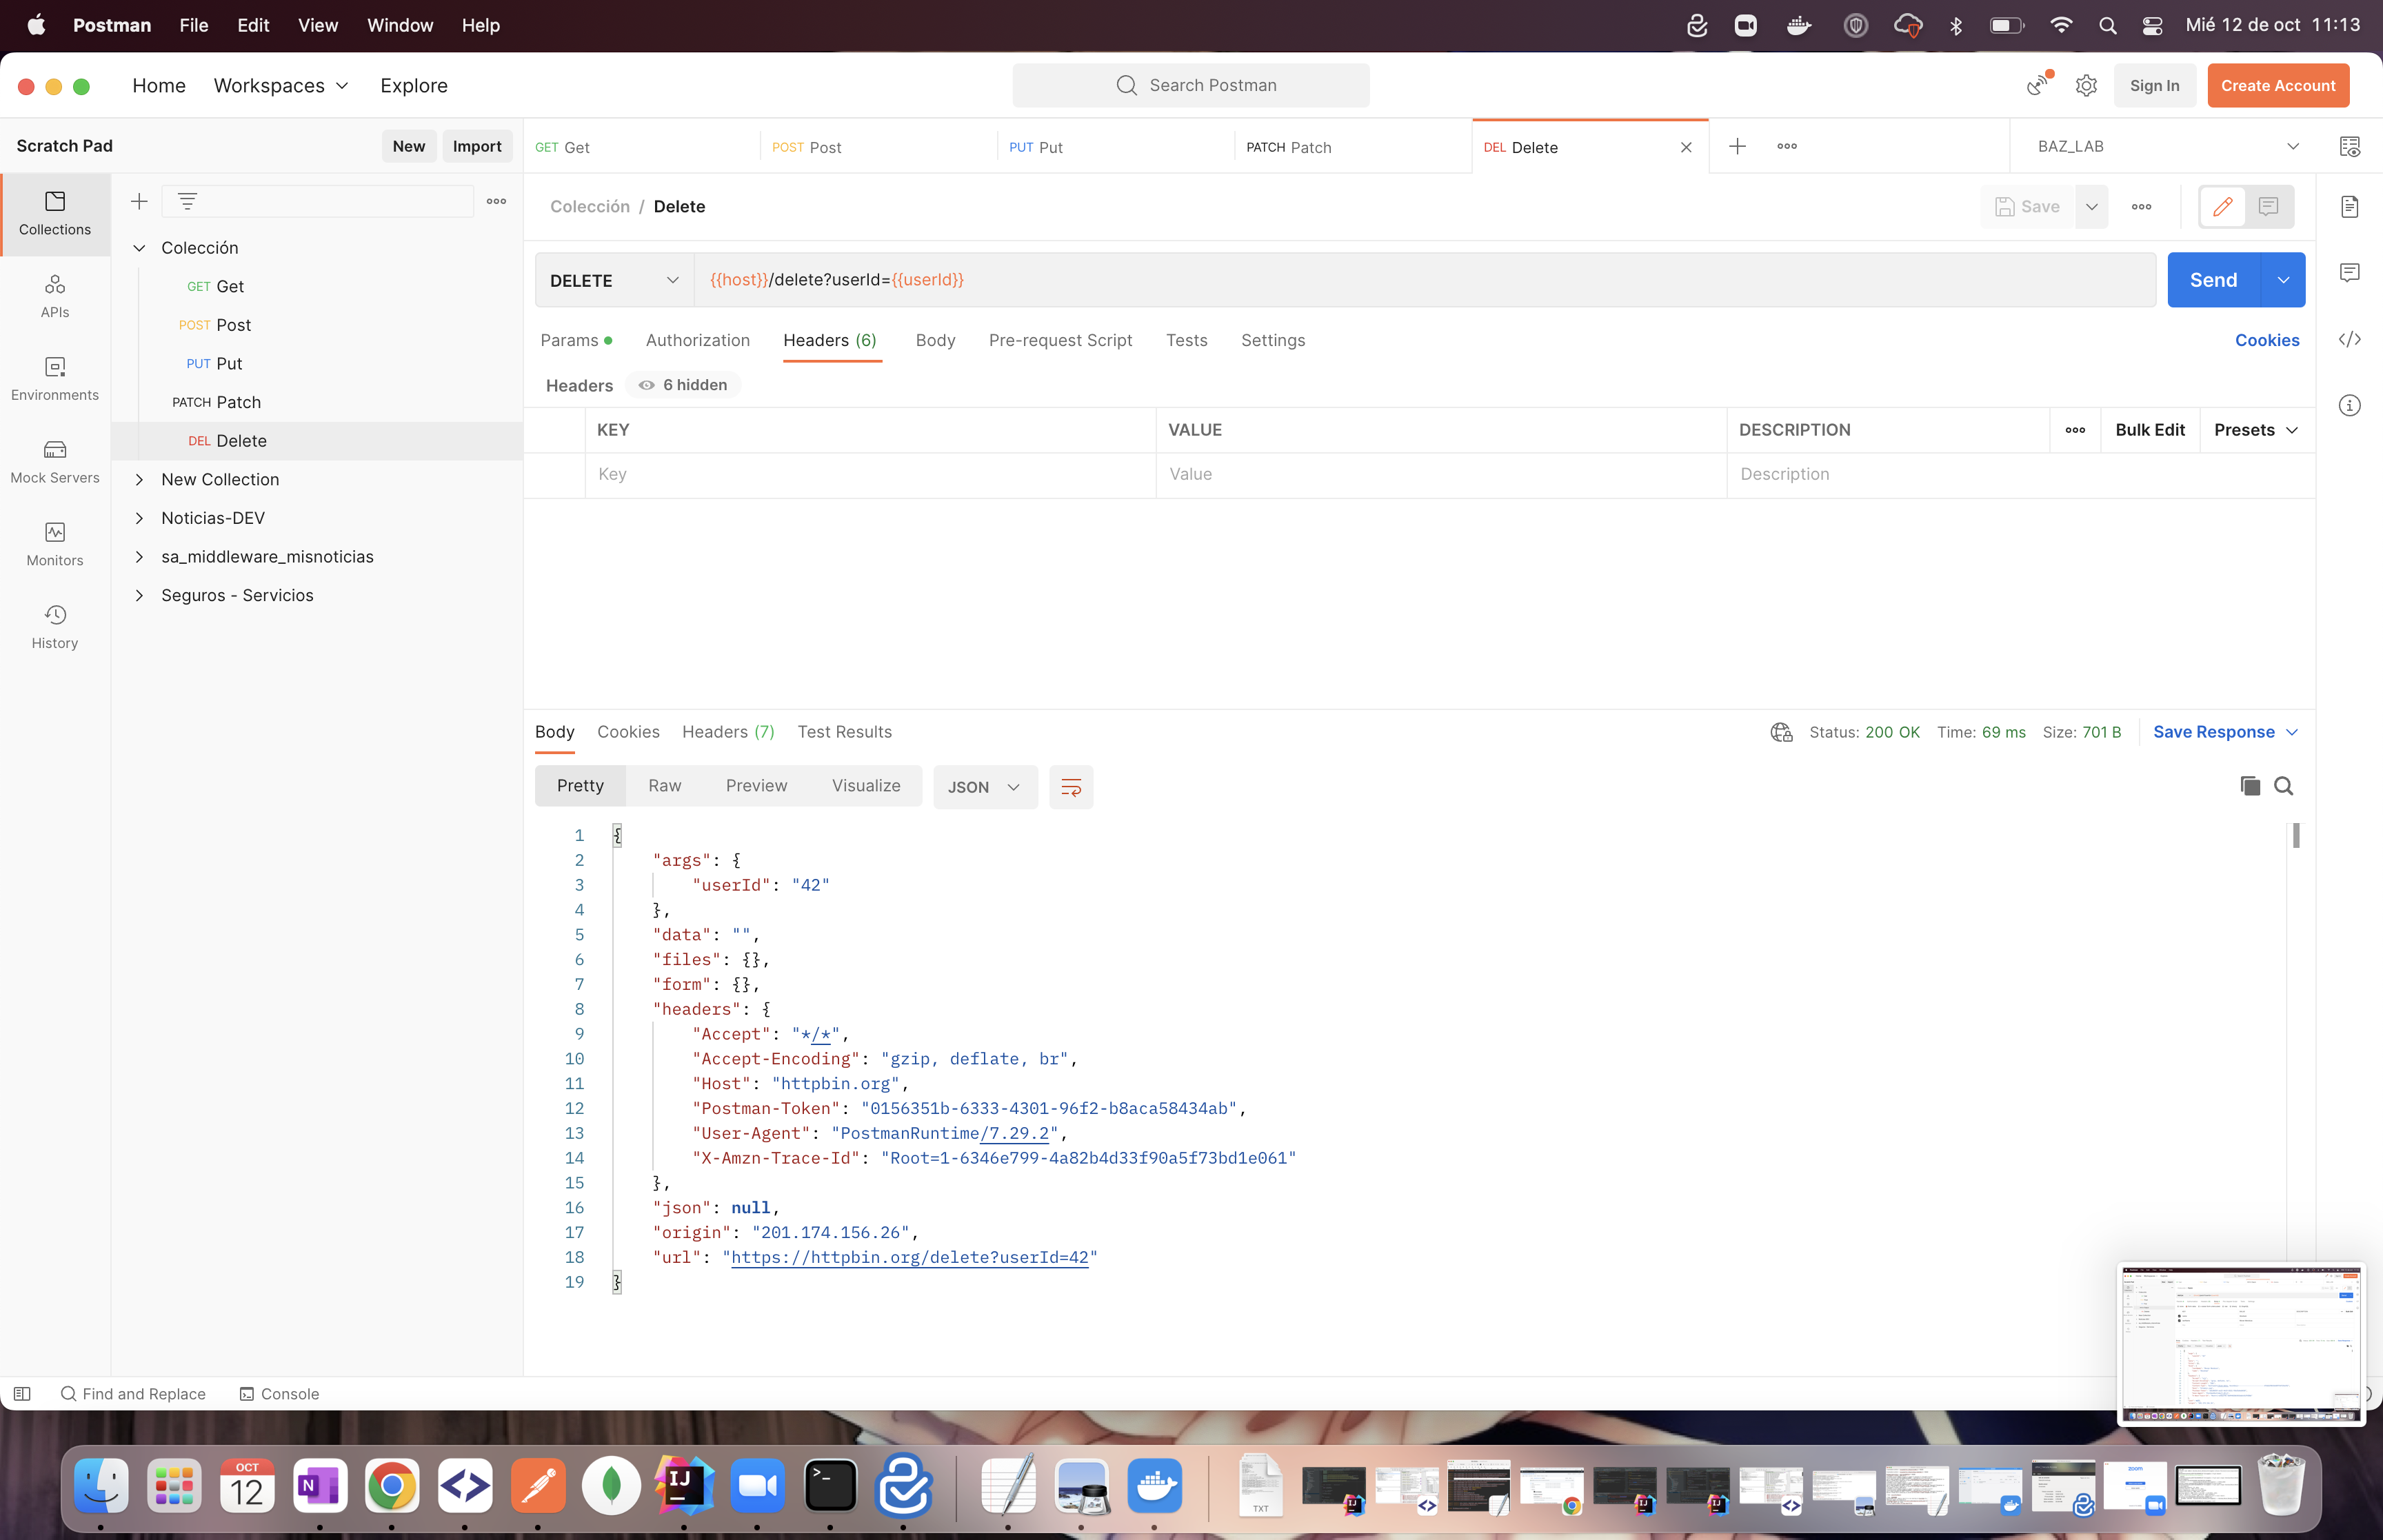 Postman File Edit View Window Help Mié 12 de oct 11:13
Home Workspaces Explore Search Postman Sign In Create Account
Scratch Pad New Import GET Get POST Post PUT Put PATCH Patch DEL Delete BAZ_LAB
Collections
APIs
Environments
Mock Servers
Monitors
History
Colección
GET Get
POST Post
PUT Put
PATCH Patch
DEL Delete
New Collection
Noticias-DEV
sa_middleware_misnoticias
Seguros - Servicios
Colección / Delete Save
DELETE {{host}}/delete?userId={{userId}} Send
Params Authorization Headers (6) Body Pre-request Script Tests Settings Cookies
Headers 6 hidden
KEY VALUE DESCRIPTION Bulk Edit Presets
Key Value Description
Body Cookies Headers (7) Test Results Status: 200 OK Time: 69 ms Size: 701 B Save Response
Pretty Raw Preview Visualize JSON
1 {
2 "args": {
3 "userId": "42"
4 },
5 "data": "",
6 "files": {},
7 "form": {},
8 "headers": {
9 "Accept": "*/*",
10 "Accept-Encoding": "gzip, deflate, br",
11 "Host": "httpbin.org",
12 "Postman-Token": "0156351b-6333-4301-96f2-b8aca58434ab",
13 "User-Agent": "PostmanRuntime/7.29.2",
14 "X-Amzn-Trace-Id": "Root=1-6346e799-4a82b4d33f90a5f73bd1e061"
15 },
16 "json": null,
17 "origin": "201.174.156.26",
18 "url": "https://httpbin.org/delete?userId=42"
19 }
Find and Replace Console
OCT
12
N
IJ
TXT
zoom